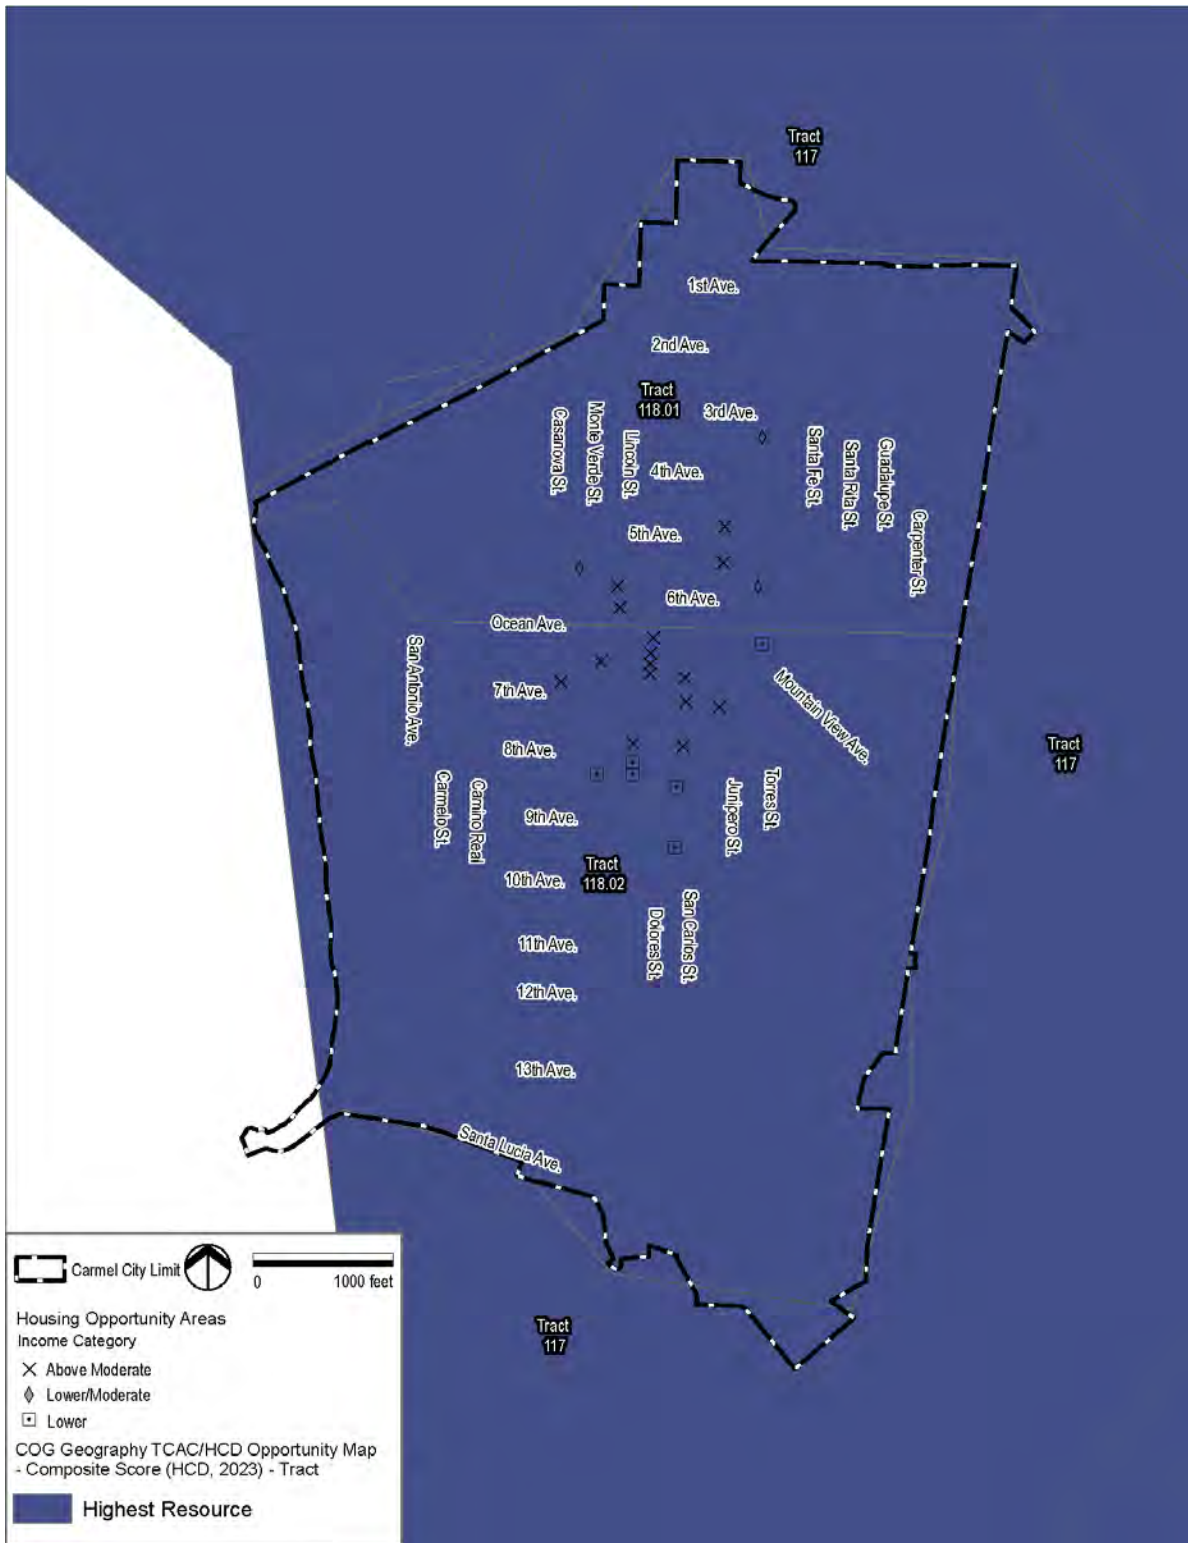 Tract
117
1st Ave.
2nd Ave.
Tract
118.01
3rd Ave.
Casanova St.
Monte Verde St.
Lincoln St.
4th Ave.
Santa Fe St.
Santa Rita St.
Guadalupe St.
Carpenter St.
5th Ave.
6th Ave.
Ocean Ave.
San Antonio Ave.
7th Ave.
Mountain View Ave.
8th Ave.
Tract
117
Carmelo St.
Camino Real
Junipero St.
Torres St.
9th Ave.
Tract
118.02
10th Ave.
Dolores St.
San Carlos St.
11th Ave.
12th Ave.
13th Ave.
Santa Lucia Ave.
Tract
117
Carmel City Limit
0 1000 feet
Housing Opportunity Areas
Income Category
Above Moderate
Lower/Moderate
Lower
COG Geography TCAC/HCD Opportunity Map
- Composite Score (HCD, 2023) - Tract
Highest Resource